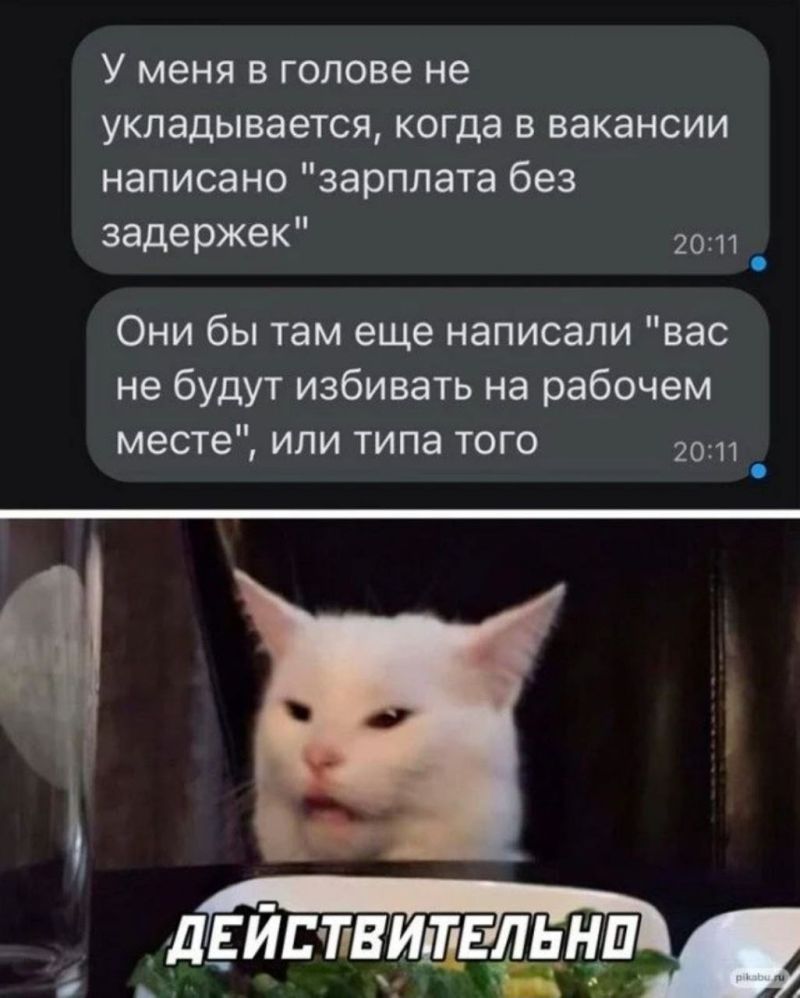 У меня в голове не
укладывается, когда в вакансии
написано "зарплата без
задержек"
20:11
Они бы там еще написали "вас
не будут избивать на рабочем
месте", или типа того
20:11
ДЕЙСТВИТЕЛЬНО
pikabu.ru